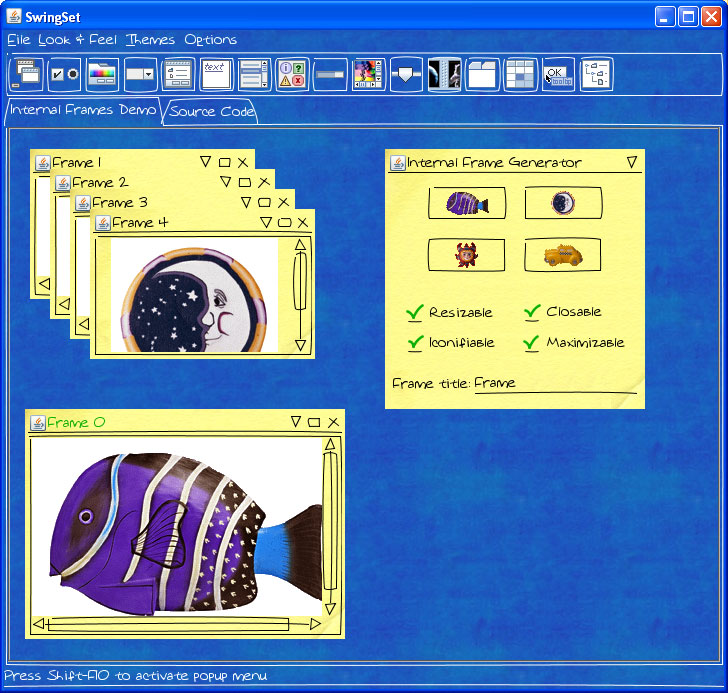 SwingSet
File Look & Feel Themes Options
text
OK
Internal Frames Demo Source Code
Frame 1
Frame 2
Frame 3
Frame 4
Internal Frame Generator
Resizable Closable
Iconifiable Maximizable
Frame title: Frame
Frame 0
Press Shift-F10 to activate popup menu